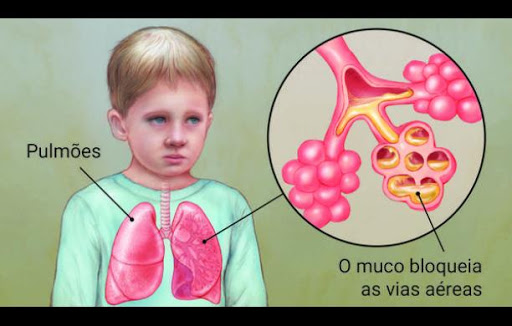 Pulmões
O muco bloqueia
as vias aéreas